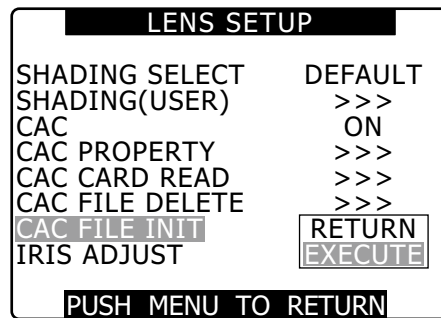 LENS SETUP
SHADING SELECT DEFAULT
SHADING(USER) >>>
CAC ON
CAC PROPERTY >>>
CAC CARD READ >>>
CAC FILE DELETE >>>
CAC FILE INIT RETURN
IRIS ADJUST EXECUTE
PUSH MENU TO RETURN